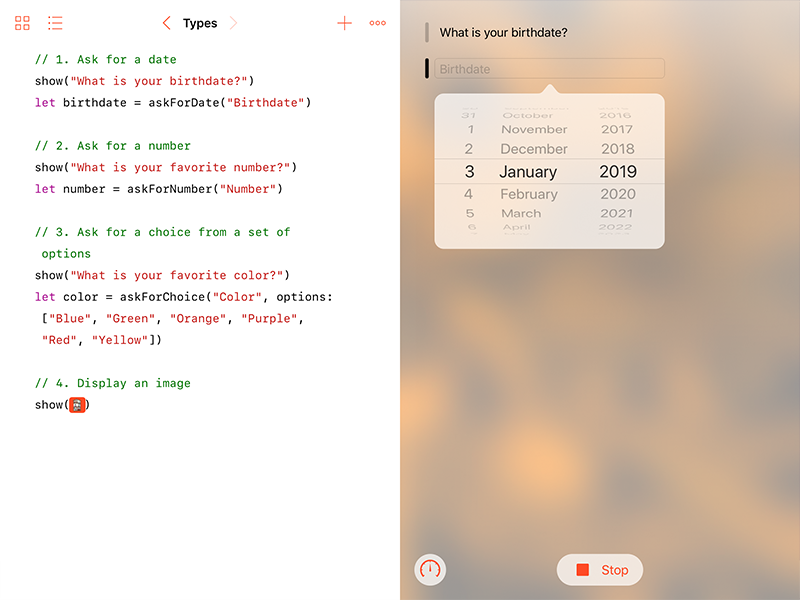 Types
// 1. Ask for a date
show("What is your birthdate?")
let birthdate = askForDate("Birthdate")
// 2. Ask for a number
show("What is your favorite number?")
let number = askForNumber("Number")
// 3. Ask for a choice from a set of
options
show("What is your favorite color?")
let color = askForChoice("Color", options:
["Blue", "Green", "Orange", "Purple",
"Red", "Yellow"])
// 4. Display an image
show()
What is your birthdate?
Birthdate
31 October 2016
1 November 2017
2 December 2018
3 January 2019
4 February 2020
5 March 2021
6 April 2022
Stop